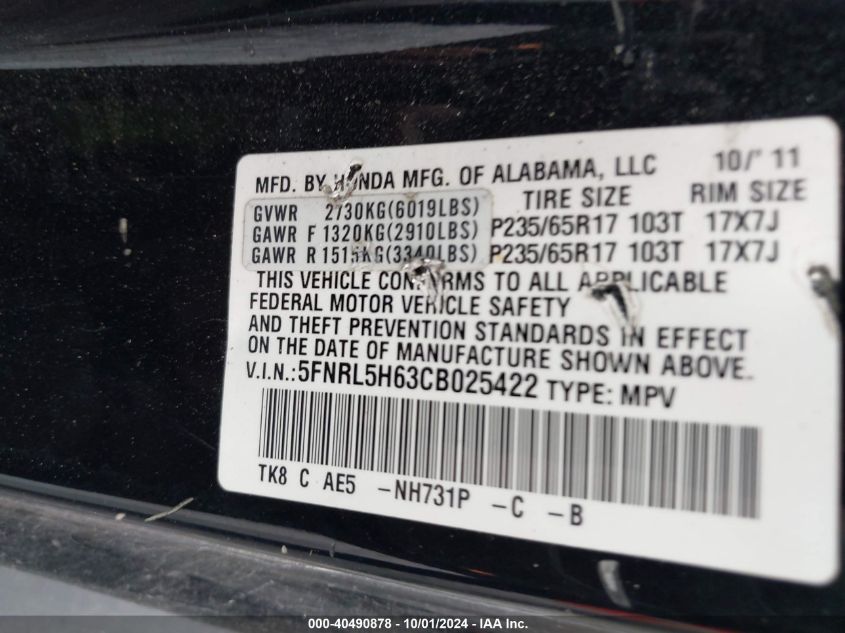 MFD. BY HONDA MFG. OF ALABAMA, LLC 10/'11
TIRE SIZE RIM SIZE
GVWR 2730KG(6019LBS)
GAWR F 1320KG(2910LBS) P235/65R17 103T 17X7J
GAWR R 1515KG(3340LBS) P235/65R17 103T 17X7J
THIS VEHICLE CONFORMS TO ALL APPLICABLE
FEDERAL MOTOR VEHICLE SAFETY
AND THEFT PREVENTION STANDARDS IN EFFECT
ON THE DATE OF MANUFACTURE SHOWN ABOVE.
V.I.N.:5FNRL5H63CB025422 TYPE: MPV
TK8 C AE5 -NH731P -C -B
000-40490878 - 10/01/2024 - IAA Inc.